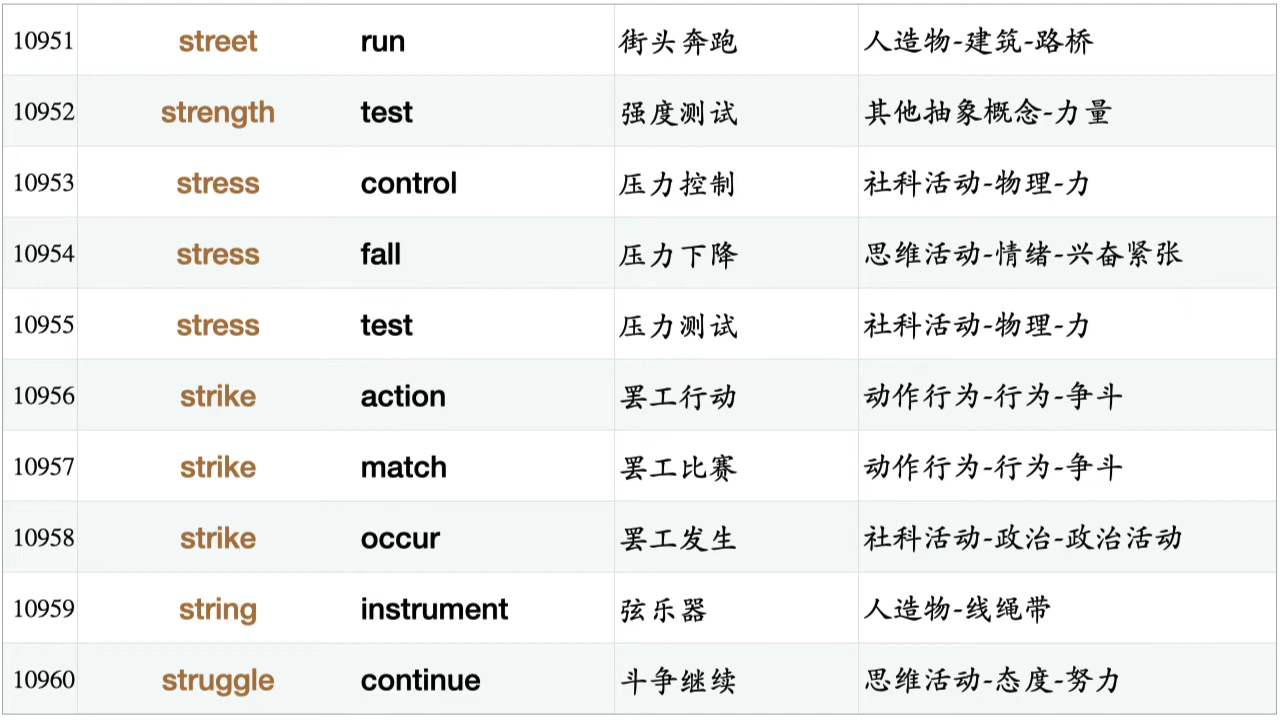 10951 street run 街头奔跑 人造物-建筑-路桥
10952 strength test 强度测试 其他抽象概念-力量
10953 stress control 压力控制 社科活动-物理-力
10954 stress fall 压力下降 思维活动-情绪-兴奋紧张
10955 stress test 压力测试 社科活动-物理-力
10956 strike action 罢工行动 动作行为-行为-争斗
10957 strike match 罢工比赛 动作行为-行为-争斗
10958 strike occur 罢工发生 社科活动-政治-政治活动
10959 string instrument 弦乐器 人造物-线绳带
10960 struggle continue 斗争继续 思维活动-态度-努力